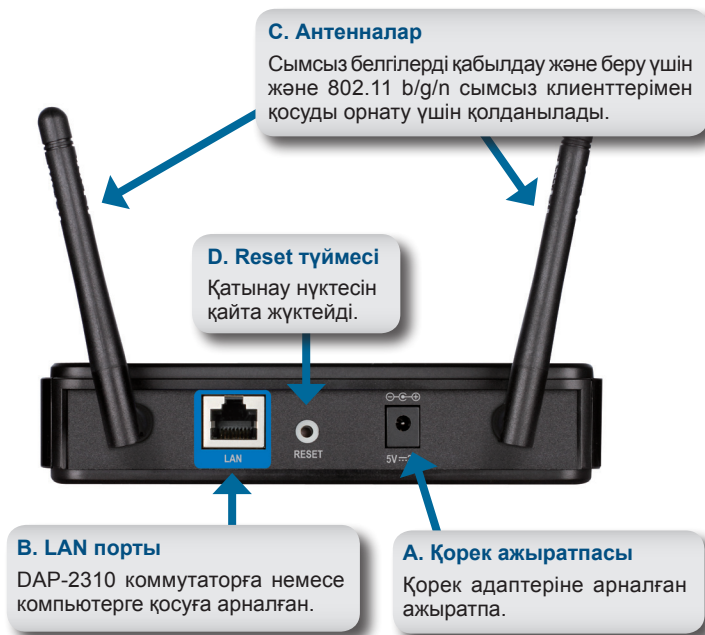 C. Антенналар
Сымсыз белгілерді қабылдау және беру үшін
және 802.11 b/g/n сымсыз клиенттерімен
қосуды орнату үшін қолданылады.
D. Reset түймесі
Қатынау нүктесін
қайта жүктейді.
LAN
RESET
5V
B. LAN порты
DAP-2310 коммутаторға немесе
компьютерге қосуға арналған.
A. Қорек ажыратпасы
Қорек адаптеріне арналған
ажыратпа.